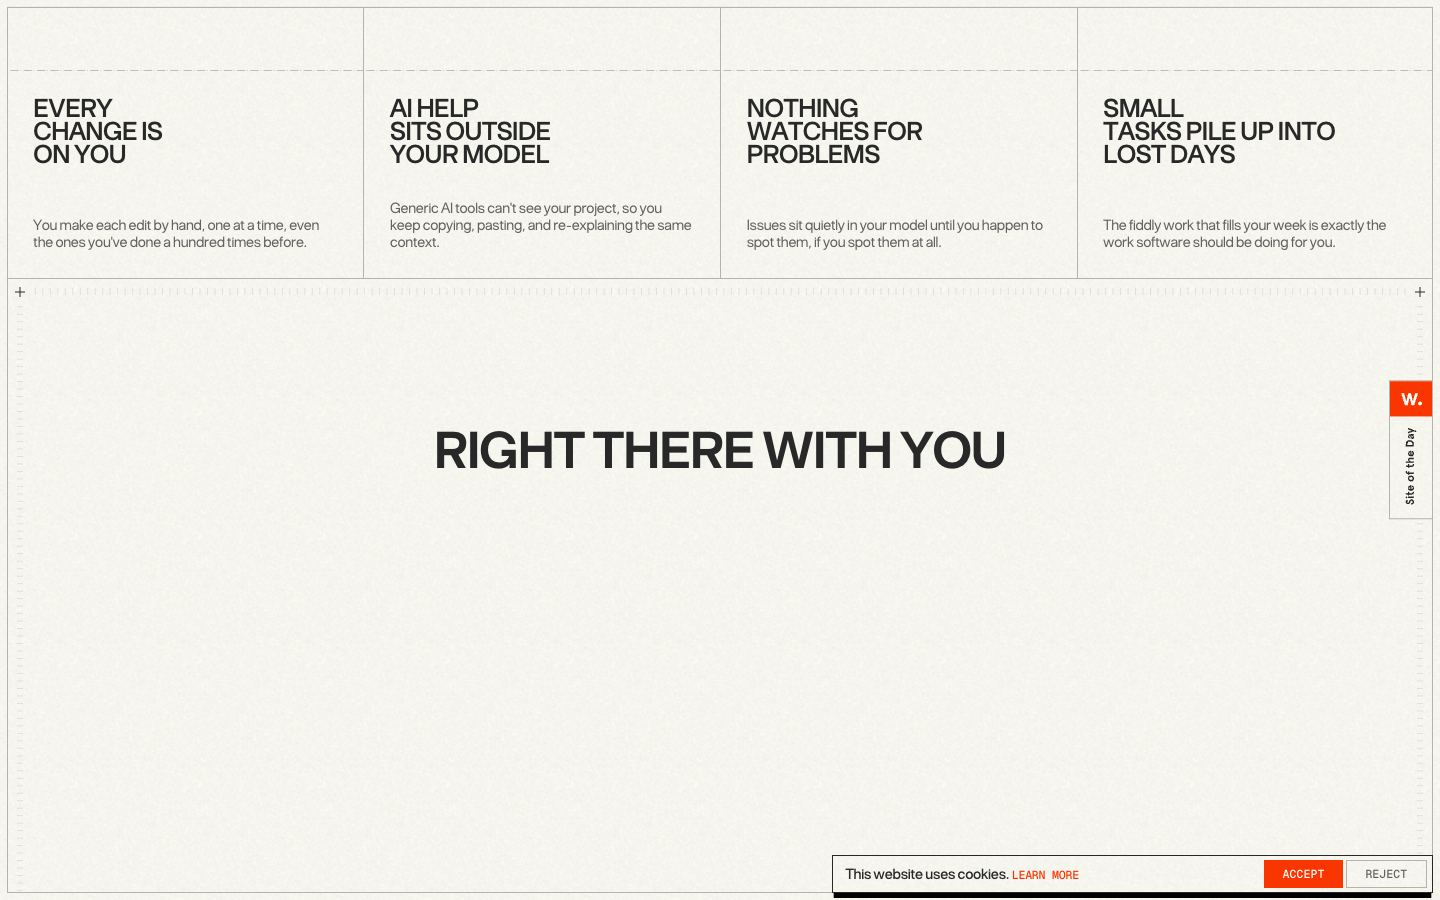 EVERY
CHANGE IS
ON YOU
You make each edit by hand, one at a time, even
the ones you've done a hundred times before.
AI HELP
SITS OUTSIDE
YOUR MODEL
Generic AI tools can't see your project, so you
keep copying, pasting, and re-explaining the same
context.
NOTHING
WATCHES FOR
PROBLEMS
Issues sit quietly in your model until you happen to
spot them, if you spot them at all.
SMALL
TASKS PILE UP INTO
LOST DAYS
The fiddly work that fills your week is exactly the
work software should be doing for you.
RIGHT THERE WITH YOU
W.
Site of the Day
This website uses cookies. LEARN MORE
ACCEPT
REJECT